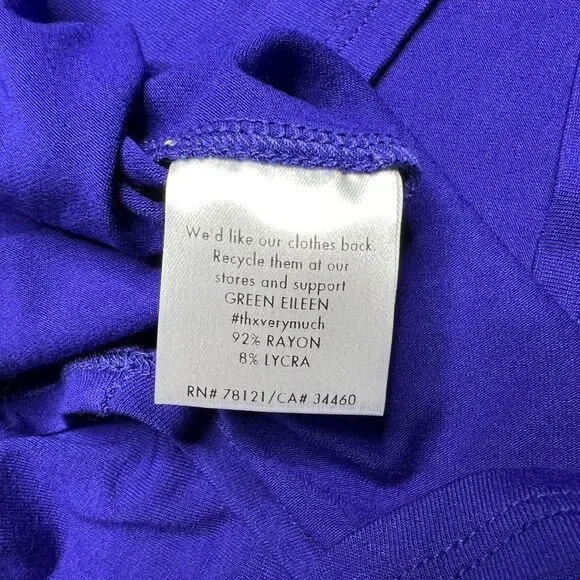 We'd like our clothes back.
Recycle them at our
stores and support
GREEN EILEEN.
#thxverymuch
92% RAYON
8% LYCRA
RN# 78121/CA# 34460